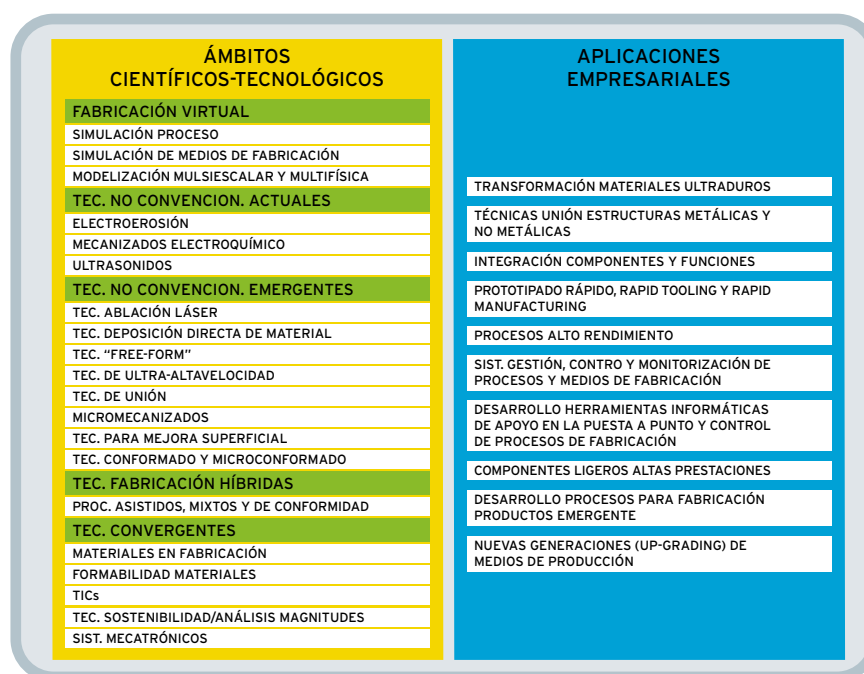 ÁMBITOS
CIENTÍFICOS-TECNOLÓGICOS
FABRICACIÓN VIRTUAL
SIMULACIÓN PROCESO
SIMULACIÓN DE MEDIOS DE FABRICACIÓN
MODELIZACIÓN MULSIESCALAR Y MULTIFÍSICA
TEC. NO CONVENCION. ACTUALES
ELECTROEROSIÓN
MECANIZADOS ELECTROQUÍMICO
ULTRASONIDOS
TEC. NO CONVENCION. EMERGENTES
TEC. ABLACIÓN LÁSER
TEC. DEPOSICIÓN DIRECTA DE MATERIAL
TEC. “FREE-FORM”
TEC. DE ULTRA-ALTAVELOCIDAD
TEC. DE UNIÓN
MICROMECANIZADOS
TEC. PARA MEJORA SUPERFICIAL
TEC. CONFORMADO Y MICROCONFORMADO
TEC. FABRICACIÓN HÍBRIDAS
PROC. ASISTIDOS, MIXTOS Y DE CONFORMIDAD
TEC. CONVERGENTES
MATERIALES EN FABRICACIÓN
FORMABILIDAD MATERIALES
TICs
TEC. SOSTENIBILIDAD/ANÁLISIS MAGNITUDES
SIST. MECATRÓNICOS
APLICACIONES
EMPRESARIALES
TRANSFORMACIÓN MATERIALES ULTRADUROS
TÉCNICAS UNIÓN ESTRUCTURAS METÁLICAS Y
NO METÁLICAS
INTEGRACIÓN COMPONENTES Y FUNCIONES
PROTOTIPADO RÁPIDO, RAPID TOOLING Y RAPID
MANUFACTURING
PROCESOS ALTO RENDIMIENTO
SIST. GESTIÓN, CONTRO Y MONITORIZACIÓN DE
PROCESOS Y MEDIOS DE FABRICACIÓN
DESARROLLO HERRAMIENTAS INFORMÁTICAS
DE APOYO EN LA PUESTA A PUNTO Y CONTROL
DE PROCESOS DE FABRICACIÓN
COMPONENTES LIGEROS ALTAS PRESTACIONES
DESARROLLO PROCESOS PARA FABRICACIÓN
PRODUCTOS EMERGENTE
NUEVAS GENERACIONES (UP-GRADING) DE
MEDIOS DE PRODUCCIÓN